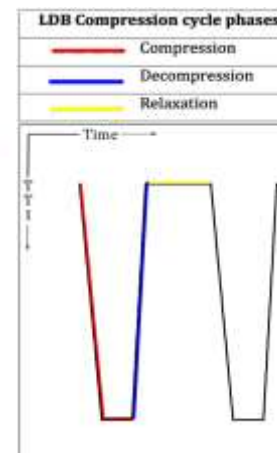 LDB Compression cycle phases
Compression
Decompression
Relaxation
Time